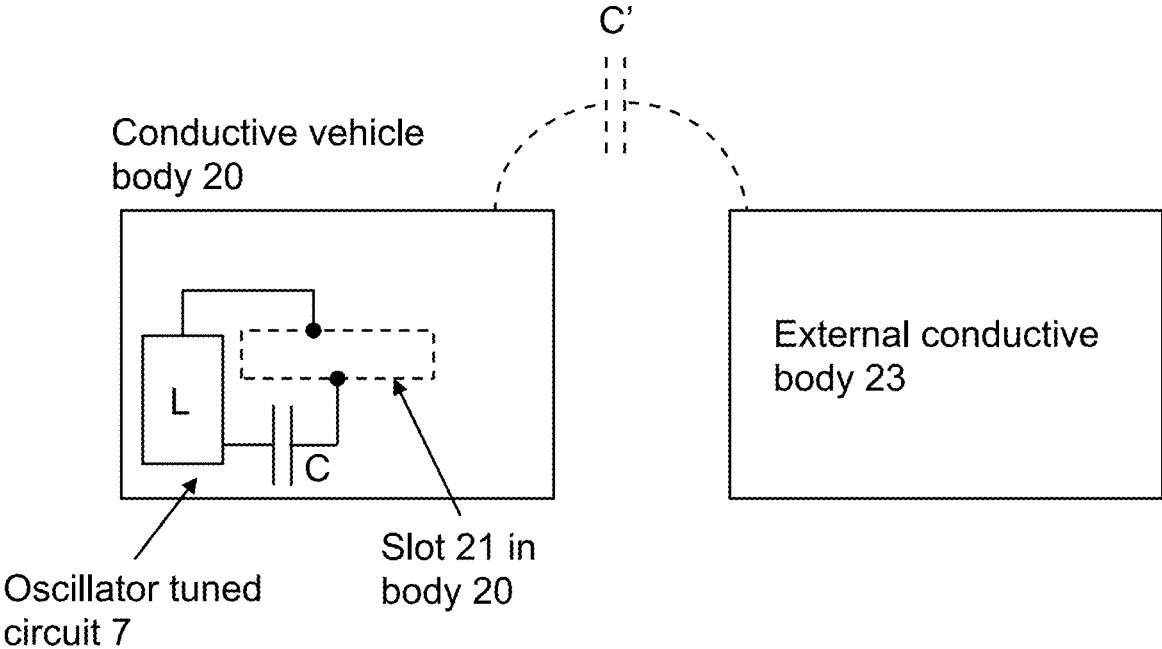 C'
Conductive vehicle
body 20
External conductive
body 23
L
C
Slot 21 in
body 20
Oscillator tuned
circuit 7